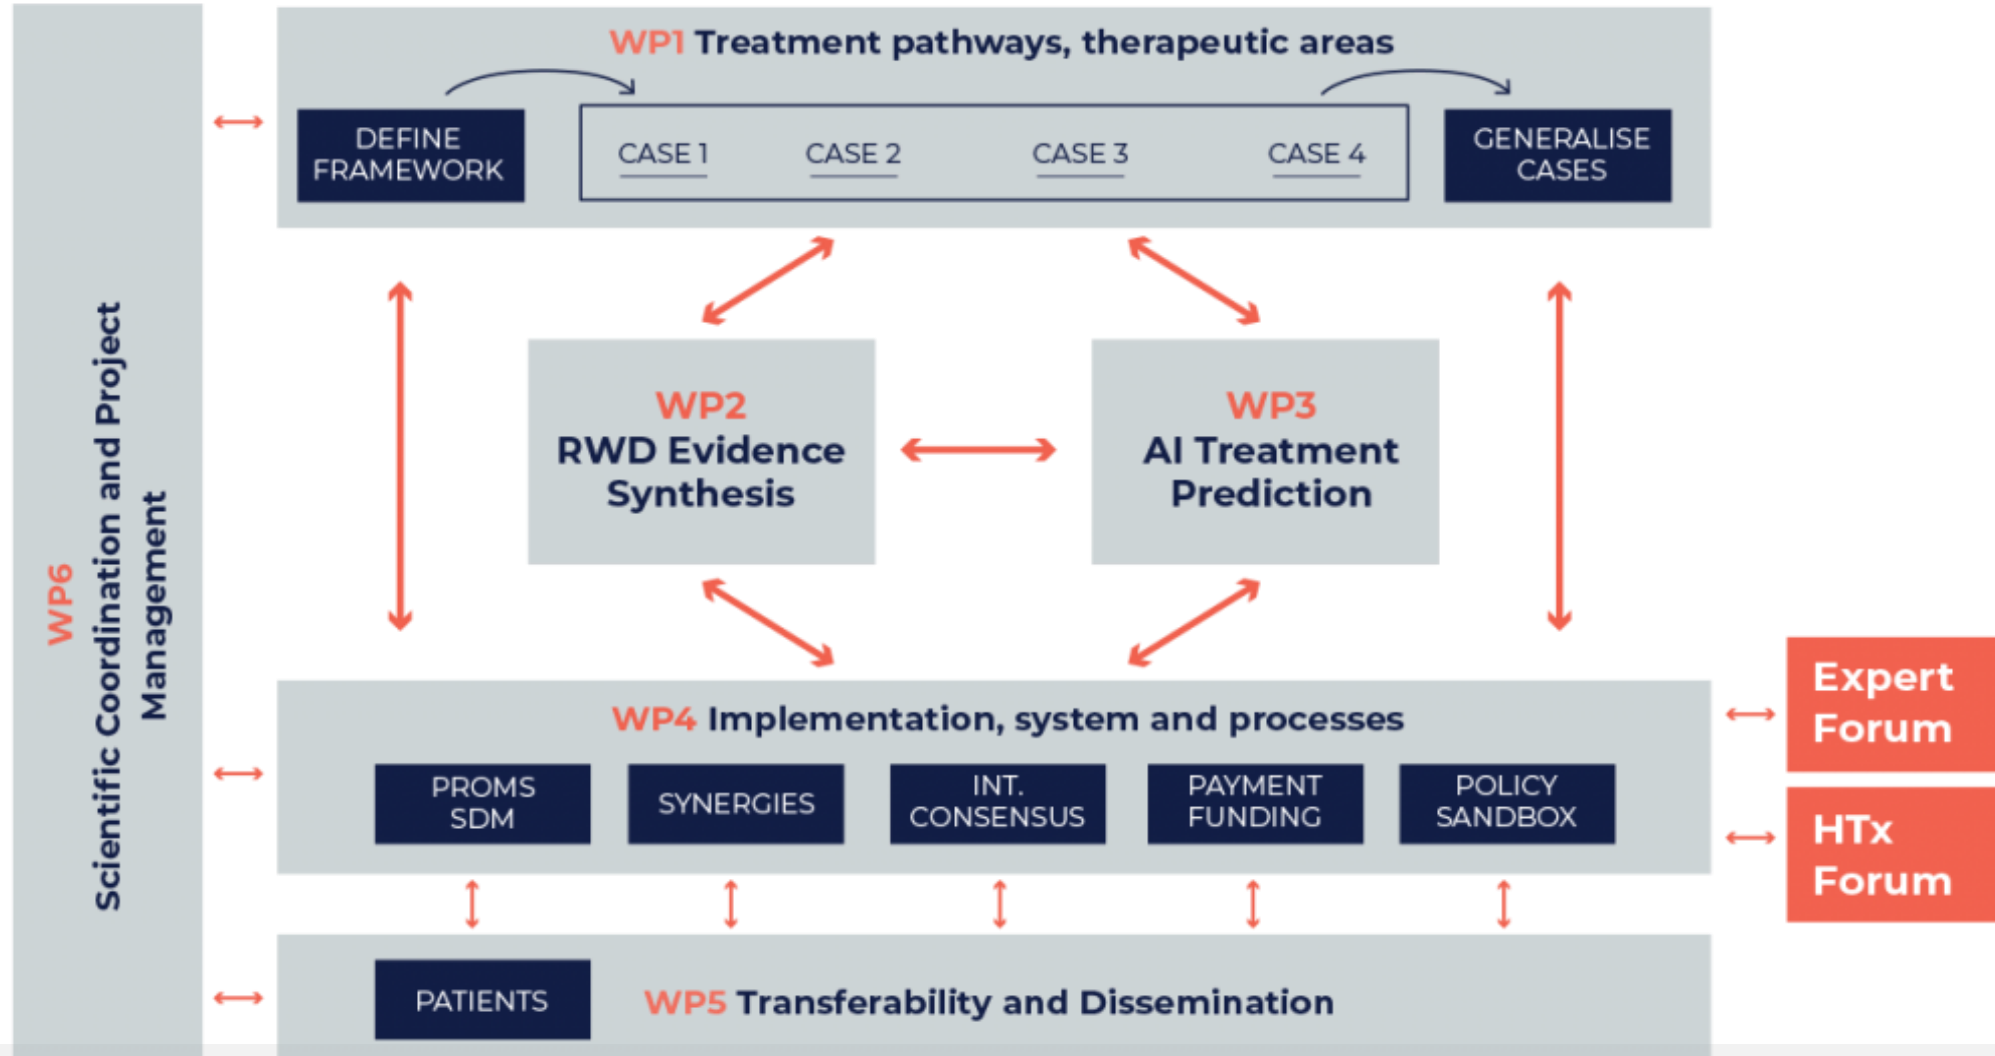 WP6
Scientific Coordination and Project
Management
WP1 Treatment pathways, therapeutic areas
DEFINE
FRAMEWORK
CASE 1
CASE 2
CASE 3
CASE 4
GENERALISE
CASES
WP2
RWD Evidence
Synthesis
WP3
AI Treatment
Prediction
WP4 Implementation, system and processes
PROMS
SDM
SYNERGIES
INT.
CONSENSUS
PAYMENT
FUNDING
POLICY
SANDBOX
Expert
Forum
HTx
Forum
PATIENTS
WP5 Transferability and Dissemination